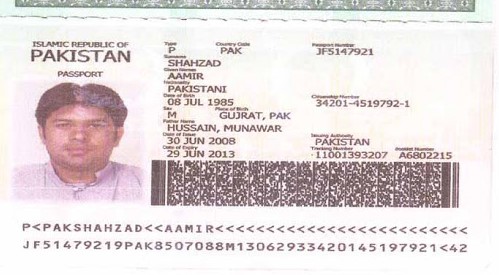 ISLAMIC REPUBLIC OF
PAKISTAN
PASSPORT
Type Country Code Passport Number
P PAK JF5147921
Surname
SHAHZAD
Given Names
AAMIR
Nationality
PAKISTANI
Date of Birth Citizenship Number
08 JUL 1985 34201-4519792-1
Sex Place of Birth
M GUJRAT, PAK
Father Name
HUSSAIN, MUNAWAR
Date of Issue Issuing Authority
30 JUN 2008 PAKISTAN
Date of Expiry Tracking Number Booklet Number
29 JUN 2013 11001393207 A6802215
P<PAKSHAHZAD<<AAMIR<<<<<<<<<<<<<<<<<<<<<<<<<
JF51479219PAK8507088M13062933420145197921<42